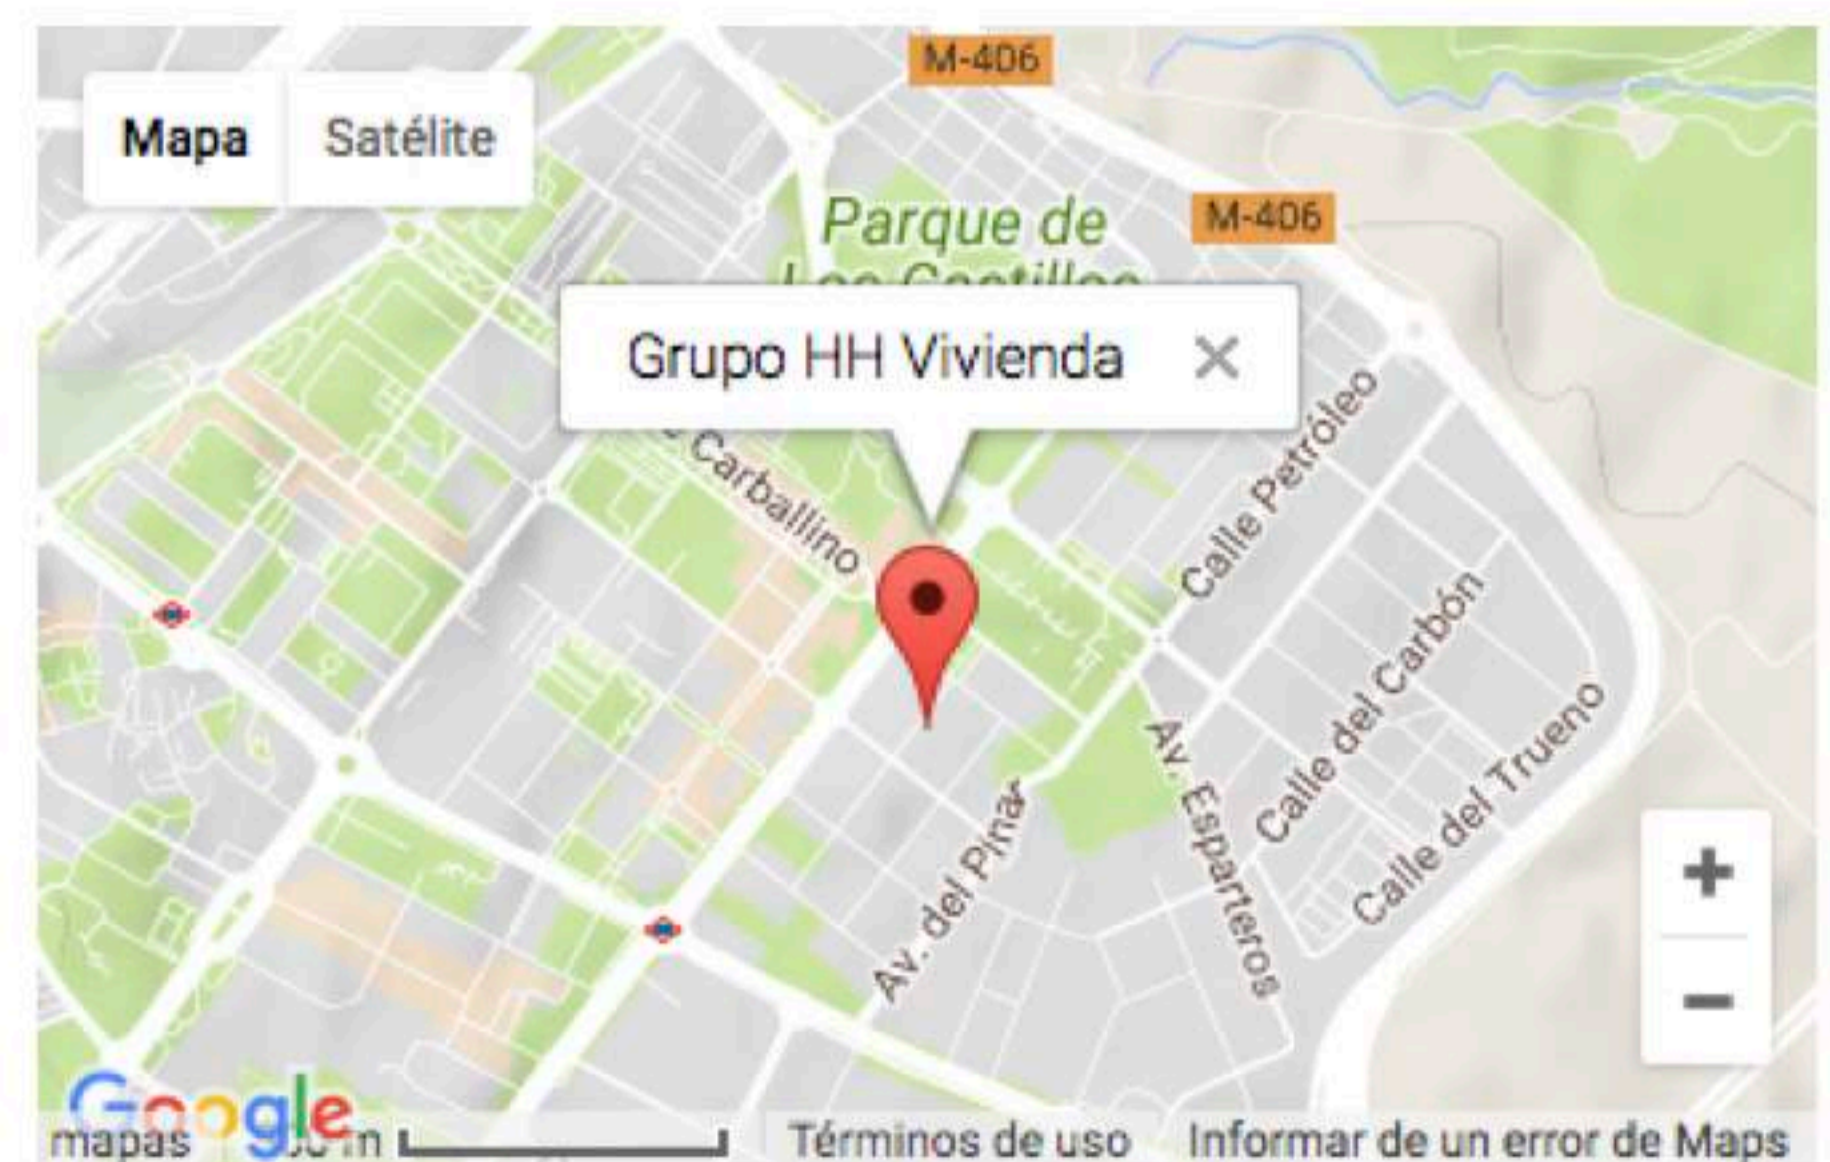 M-406
Mapa
Satélite
Parque de
M-406
Grupo HH Vivienda
Carballino
Calle Petróleo
Calle del Carbón
Calle del Trueno
Av. Esparteros
Av. del Pinar
Google
mapas
Términos de uso
Informar de un error de Maps